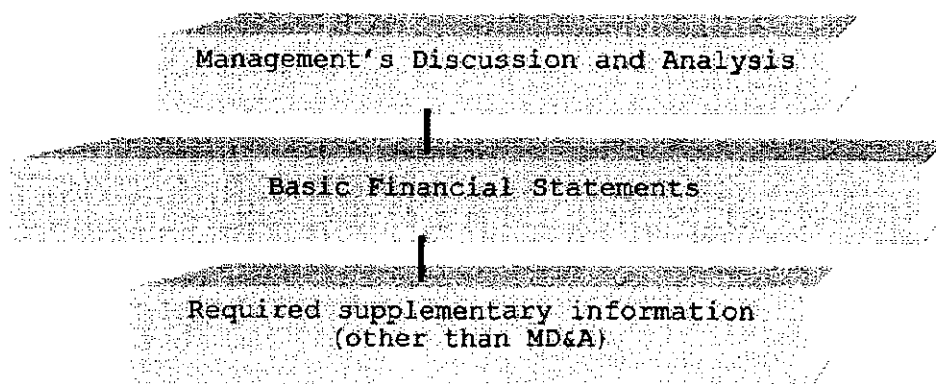 Management's Discussion and Analysis
Basic Financial Statements
Required supplementary information
(other than MD&A)